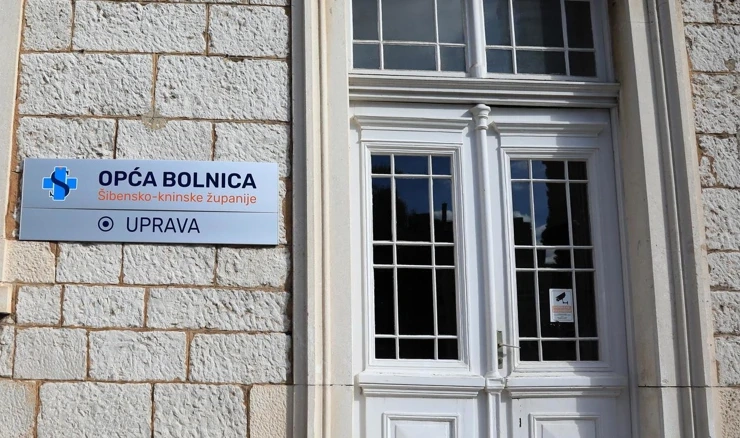 OPĆA BOLNICA
Šibensko-kninske županije
UPRAVA